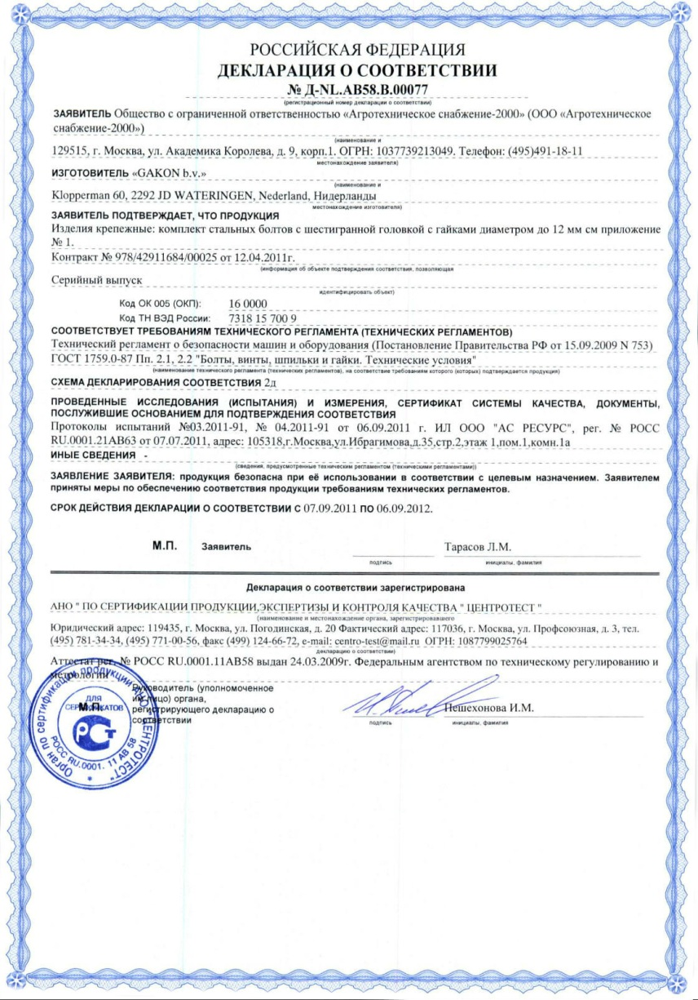 РОССИЙСКАЯ ФЕДЕРАЦИЯ
ДЕКЛАРАЦИЯ О СООТВЕТСТВИИ
№ Д-NL.АВ58.В.00077
(регистрационный номер декларации о соответствии)
ЗАЯВИТЕЛЬ Общество с ограниченной ответственностью «Агротехническое снабжение-2000» (ООО «Агротехническое
снабжение-2000»)
(наименование и
129515, г. Москва, ул. Академика Королева, д. 9, корп.1. ОГРН: 1037739213049. Телефон: (495)491-18-11
местонахождение заявителя)
ИЗГОТОВИТЕЛЬ «GAKON b.v.»
(наименование и
Klopperman 60, 2292 JD WATERINGEN, Nederland, Нидерланды
местонахождение изготовителя)
ЗАЯВИТЕЛЬ ПОДТВЕРЖДАЕТ, ЧТО ПРОДУКЦИЯ
Изделия крепежные: комплект стальных болтов с шестигранной головкой с гайками диаметром до 12 мм см приложение
№ 1.
Контракт № 978/42911684/00025 от 12.04.2011г.
(информация об объекте подтверждения соответствия, позволяющая
Серийный выпуск
идентифицировать объект)
Код ОК 005 (ОКП): 16 0000
Код ТН ВЭД России: 7318 15 700 9
СООТВЕТСТВУЕТ ТРЕБОВАНИЯМ ТЕХНИЧЕСКОГО РЕГЛАМЕНТА (ТЕХНИЧЕСКИХ РЕГЛАМЕНТОВ)
Технический регламент о безопасности машин и оборудования (Постановление Правительства РФ от 15.09.2009 N 753)
ГОСТ 1759.0-87 Пп. 2.1, 2.2 "Болты, винты, шпильки и гайки. Технические условия"
(наименование технического регламента (технических регламентов), на соответствие требованиям которого (которых) подтверждается продукция)
СХЕМА ДЕКЛАРИРОВАНИЯ СООТВЕТСТВИЯ 2д
ПРОВЕДЕННЫЕ ИССЛЕДОВАНИЯ (ИСПЫТАНИЯ) И ИЗМЕРЕНИЯ, СЕРТИФИКАТ СИСТЕМЫ КАЧЕСТВА, ДОКУМЕНТЫ,
ПОСЛУЖИВШИЕ ОСНОВАНИЕМ ДЛЯ ПОДТВЕРЖДЕНИЯ СООТВЕТСТВИЯ
Протоколы испытаний №03.2011-91, № 04.2011-91 от 06.09.2011 г. ИЛ ООО "АС РЕСУРС", рег. № РОСС
RU.0001.21АВ63 от 07.07.2011, адрес: 105318,г.Москва,ул.Ибрагимова,д.35,стр.2,этаж 1,пом.1,комн.1а
ИНЫЕ СВЕДЕНИЯ -
(сведения, предусмотренные техническим регламентом (техническими регламентами))
ЗАЯВЛЕНИЕ ЗАЯВИТЕЛЯ: продукция безопасна при её использовании в соответствии с целевым назначением. Заявителем
приняты меры по обеспечению соответствия продукции требованиям технических регламентов.
СРОК ДЕЙСТВИЯ ДЕКЛАРАЦИИ О СООТВЕТСТВИИ С 07.09.2011 ПО 06.09.2012.
М.П. Заявитель Тарасов Л.М.
подпись инициалы, фамилия
Декларация о соответствии зарегистрирована
АНО " ПО СЕРТИФИКАЦИИ ПРОДУКЦИИ,ЭКСПЕРТИЗЫ И КОНТРОЛЯ КАЧЕСТВА " ЦЕНТРОТЕСТ "
(наименование и местонахождение органа, зарегистрировавшего
Юридический адрес: 119435, г. Москва, ул. Погодинская, д. 20 Фактический адрес: 117036, г. Москва, ул. Профсоюзная, д. 3, тел.
(495) 781-34-34, (495) 771-00-56, факс (499) 124-66-72, e-mail: centro-test@mail.ru ОГРН: 1087799025764
декларацию о соответствии)
Аттестат рег. № РОСС RU.0001.11АВ58 выдан 24.03.2009г. Федеральным агентством по техническому регулированию и
метрологии
Руководитель (уполномоченное
им лицо) органа,
регистрирующего декларацию о
соответствии
М.П.
Пешехонова И.М.
подпись инициалы, фамилия
Орган по сертификации продукции АНО "ЦЕНТРОТЕСТ"
ДЛЯ
СЕРТИФИКАТОВ
РСТ
РОСС RU.0001. 11 АВ 58